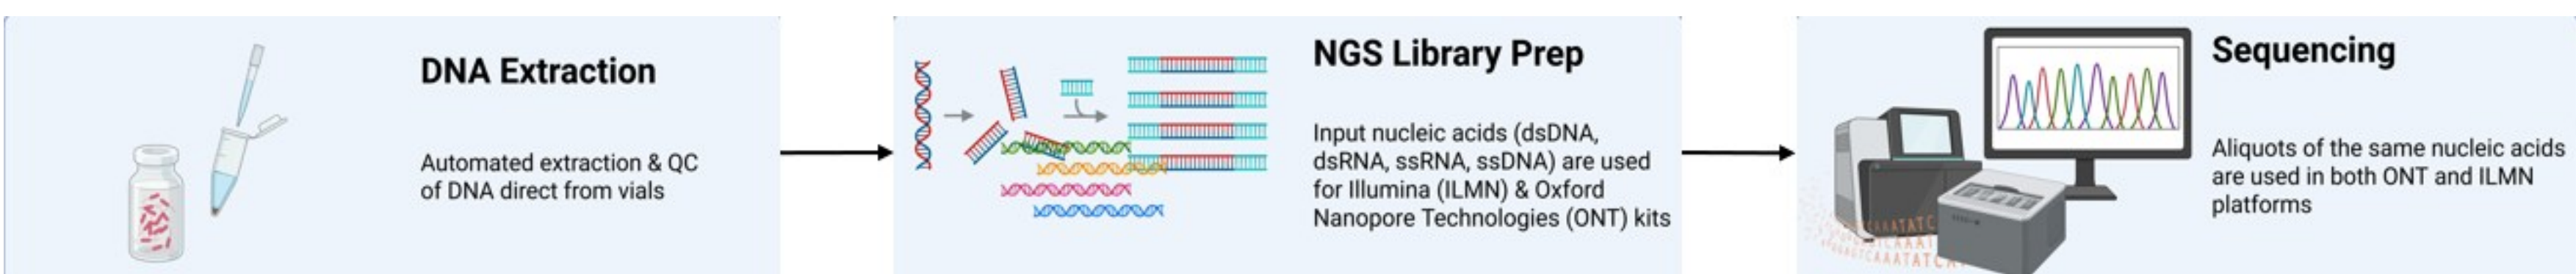 DNA Extraction
Automated extraction & QC
of DNA direct from vials
NGS Library Prep
Input nucleic acids (dsDNA,
dsRNA, ssRNA, ssDNA) are used
for Illumina (ILMN) & Oxford
Nanopore Technologies (ONT) kits
Sequencing
Aliquots of the same nucleic acids
are used in both ONT and ILMN
platforms